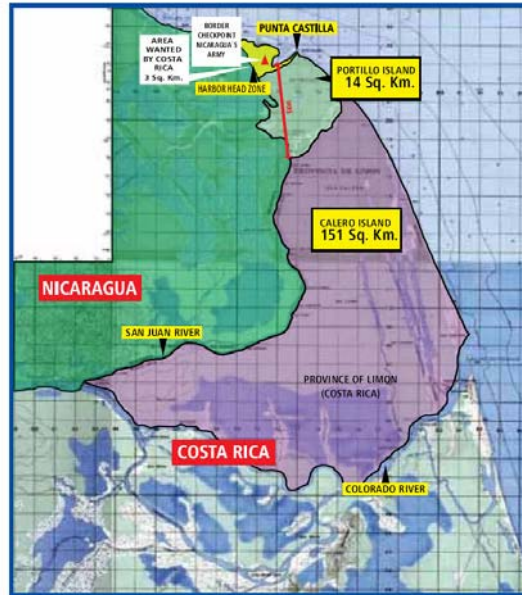 BORDER
CHECKPOINT
NICARAGUA´S
ARMY
PUNTA CASTILLA
AREA
WANTED
BY COSTA
RICA
3 Sq. Km.
HARBOR HEAD ZONE
PORTILLO ISLAND
14 Sq. Km.
CALERO ISLAND
151 Sq. Km.
NICARAGUA
SAN JUAN RIVER
PROVINCE OF LIMON
(COSTA RICA)
COSTA RICA
COLORADO RIVER